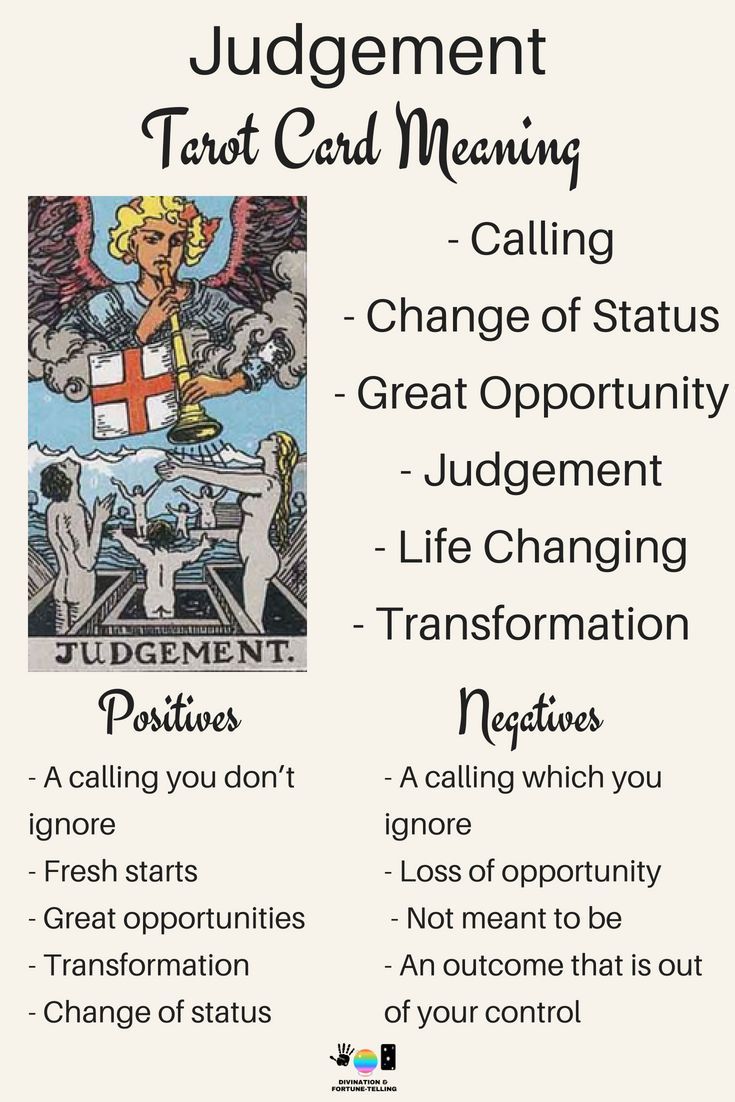 Judgement
Tarot Card Meaning
- Calling
- Change of Status
- Great Opportunity
- Judgement
- Life Changing
- Transformation
JUDGEMENT.
Positives
- A calling you don’t
ignore
- Fresh starts
- Great opportunities
- Transformation
- Change of status
Negatives
- A calling which you
ignore
- Loss of opportunity
- Not meant to be
- An outcome that is out
of your control
DIVINATION &
FORTUNE-TELLING